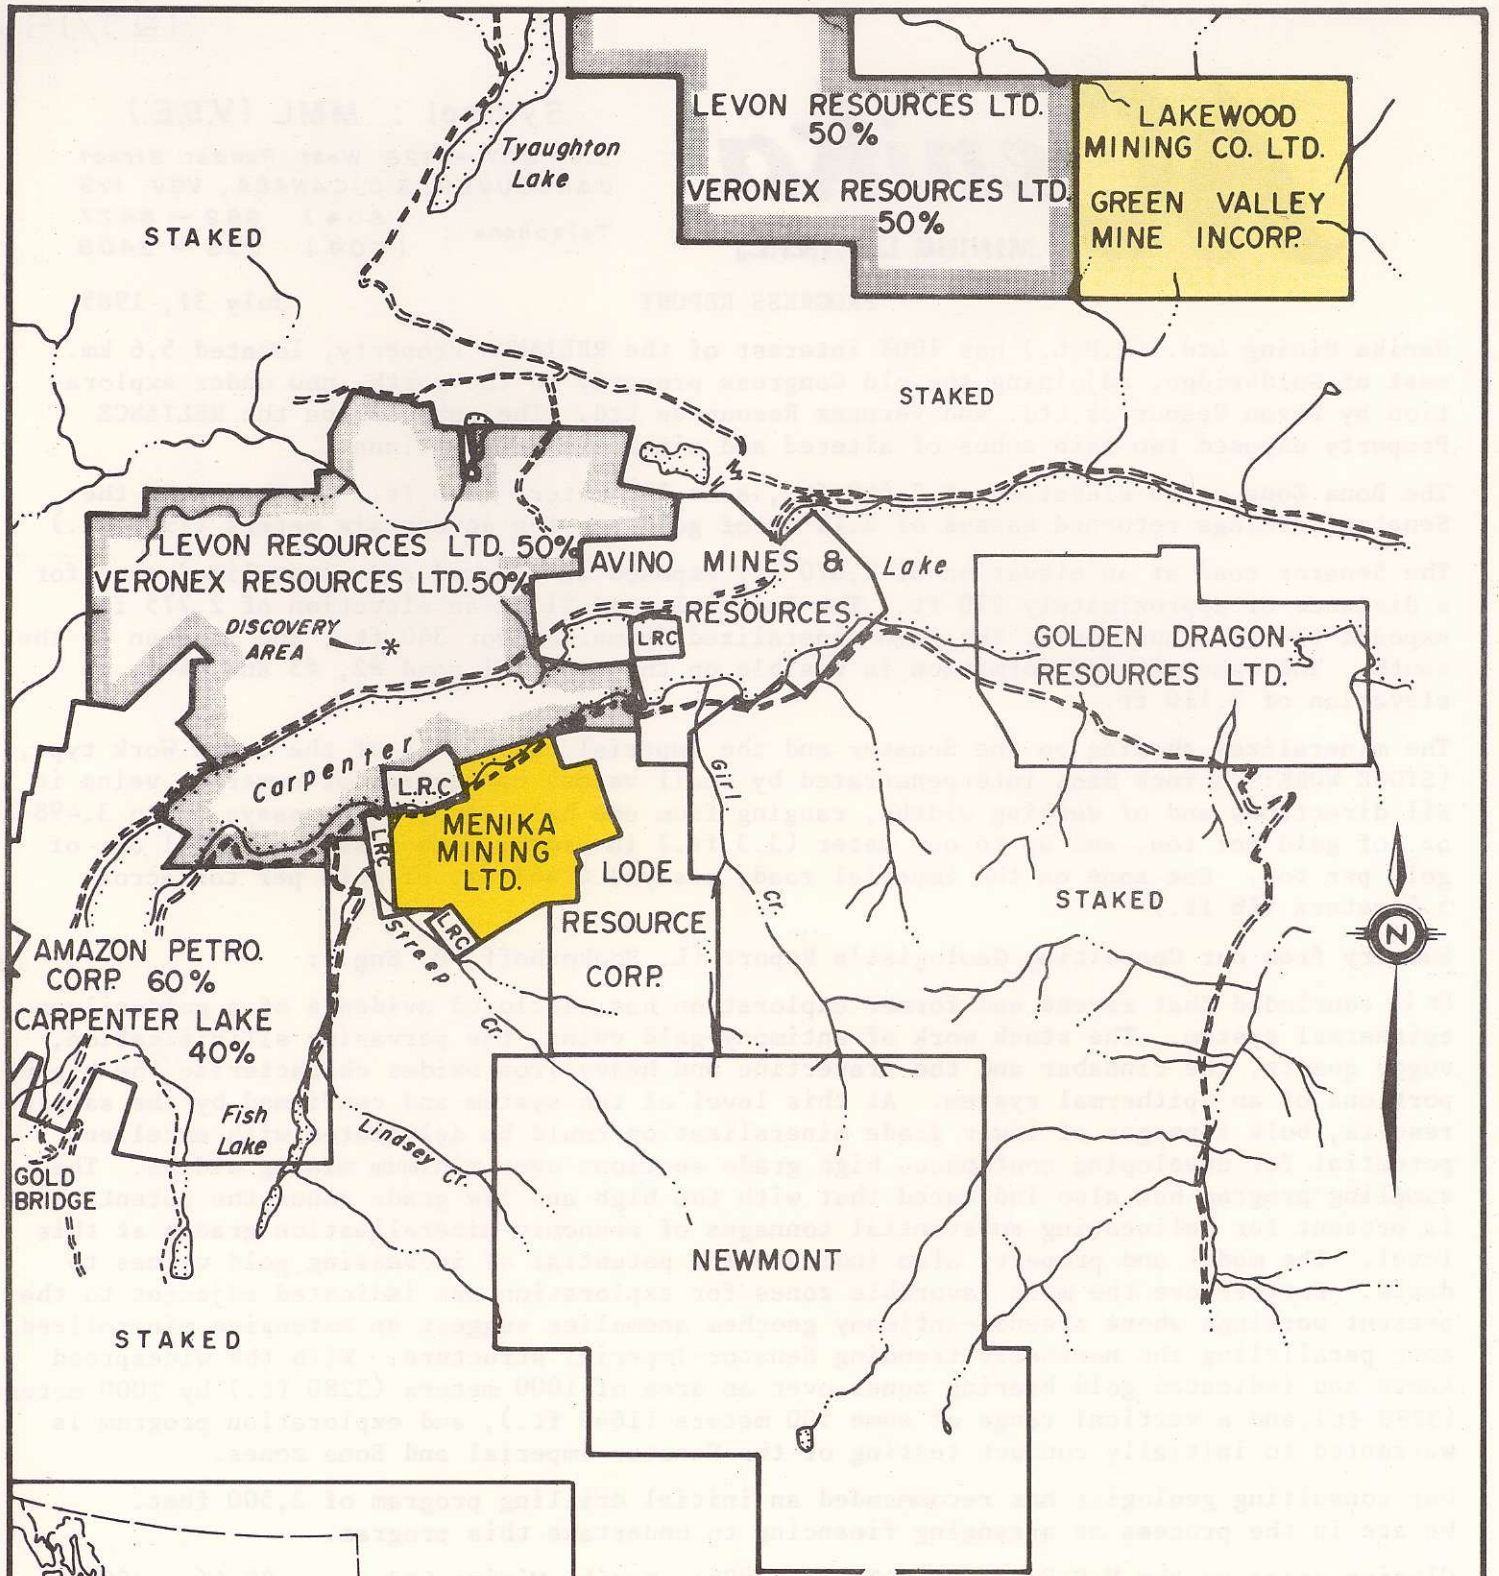 LEVON RESOURCES LTD.
50%
VERONEX RESOURCES LTD.
50%
LAKEWOOD
MINING CO. LTD.
GREEN VALLEY
MINE INCORP.
Tyaughton
Lake
STAKED
STAKED
LEVON RESOURCES LTD. 50%
VERONEX RESOURCES LTD. 50%
AVINO MINES &
RESOURCES
Lake
LRC
DISCOVERY
AREA
*
GOLDEN DRAGON
RESOURCES LTD.
Carpenter
L.R.C
LRC
MENIKA
MINING
LTD.
LRC
Girl
Cr.
LODE
RESOURCE
CORP.
STAKED
N
AMAZON PETRO.
CORP. 60%
CARPENTER LAKE
40%
Streep
Cr.
Fish
Lake
Lindsey Cr.
GOLD
BRIDGE
NEWMONT
STAKED